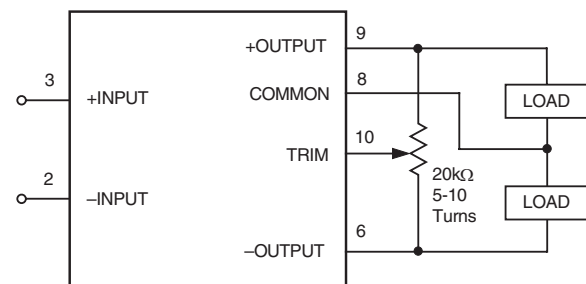 +OUTPUT 9
COMMON 8
3 +INPUT
LOAD
TRIM 10
20kΩ
5-10
Turns
2 –INPUT
LOAD
–OUTPUT 6